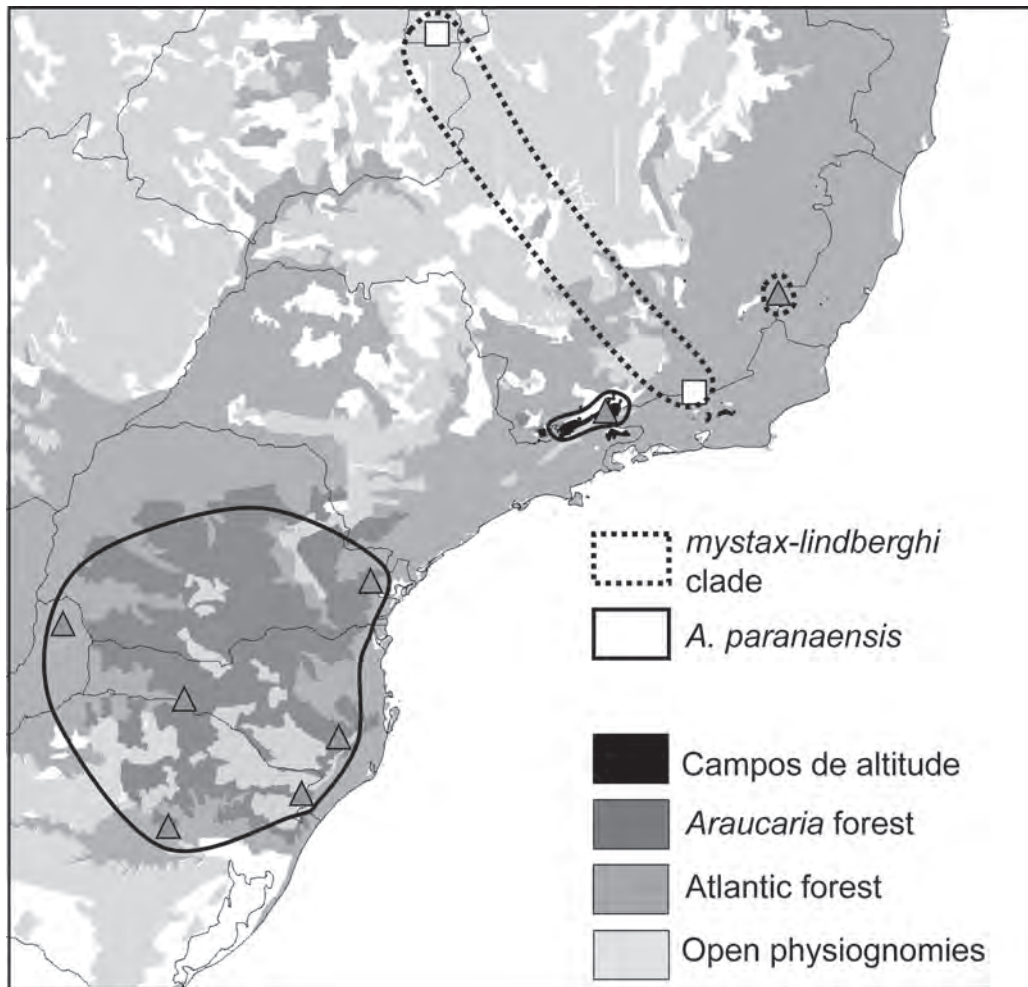 mystax-lindberghi
clade
A. paranaensis
Campos de altitude
Araucaria forest
Atlantic forest
Open physiognomies